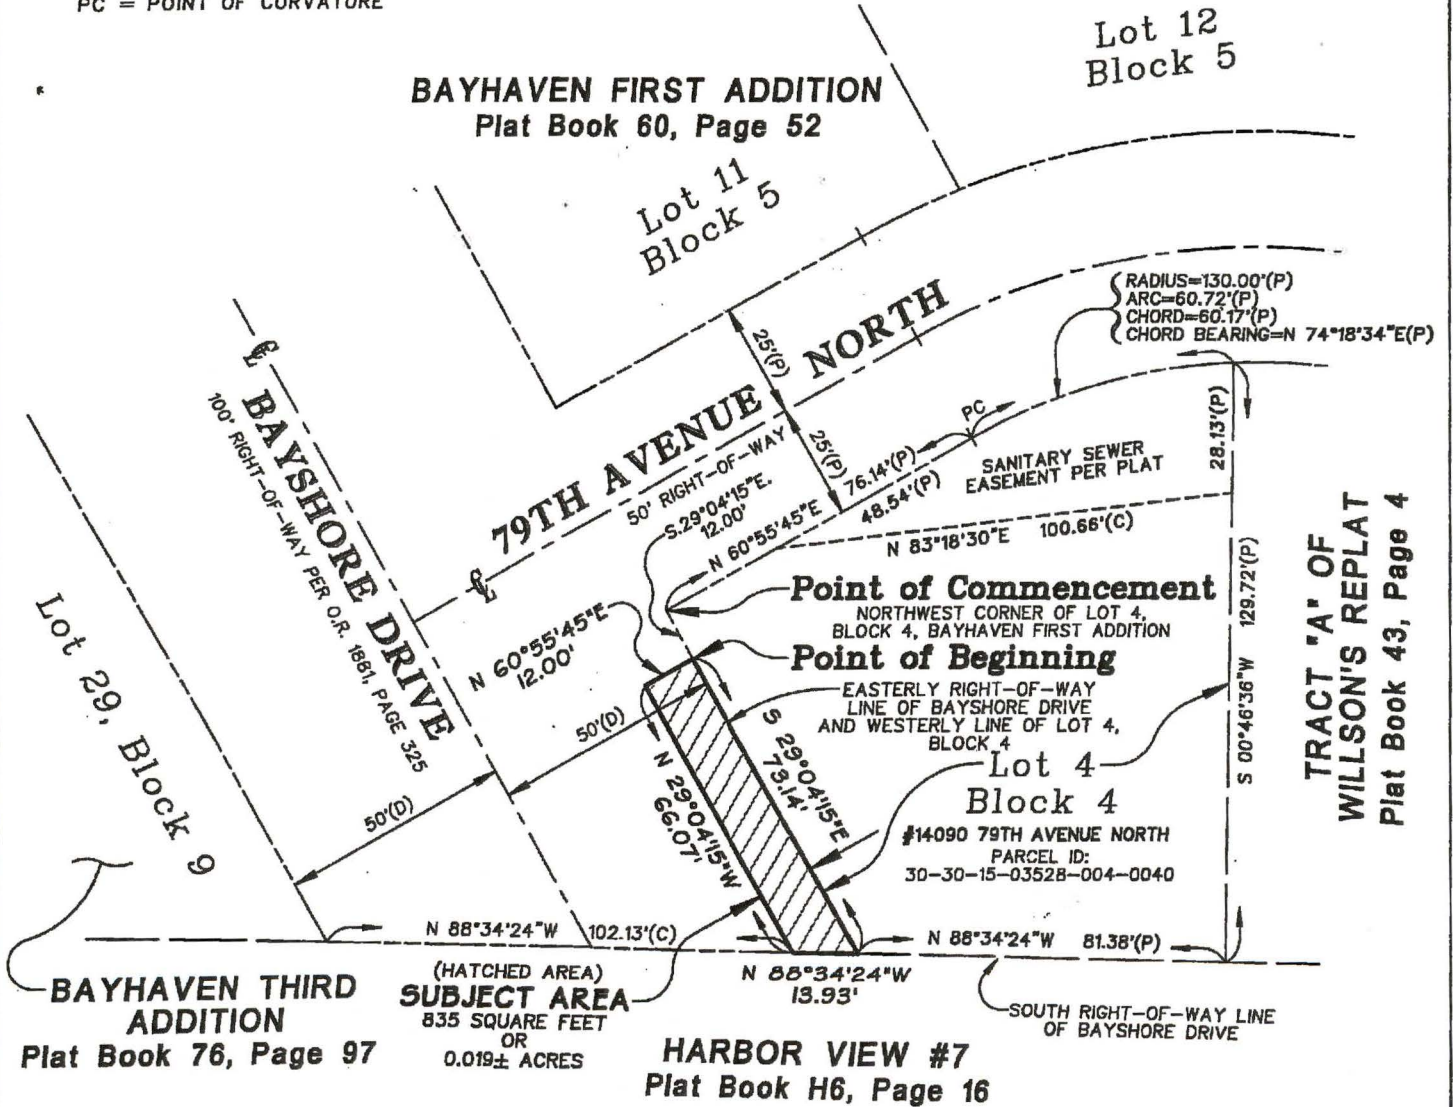 PC = POINT OF CURVATURE
Lot 12
Block 5
BAYHAVEN FIRST ADDITION
Plat Book 60, Page 52
Lot 11
Block 5
RADIUS=130.00'(P)
ARC=60.72'(P)
CHORD=60.17'(P)
CHORD BEARING=N 74°18'34"E(P)
79TH AVENUE NORTH
50' RIGHT-OF-WAY
25'(P)
25'(P)
BAYSHORE DRIVE
100' RIGHT-OF-WAY PER O.R. 1881, PAGE 325
PC
76.14'(P)
48.54'(P)
N 60°55'45"E
S.29°04'15"E.
12.00'
SANITARY SEWER
EASEMENT PER PLAT
28.13'(P)
N 83°18'30"E 100.66'(C)
129.72'(P)
S 00°46'36"W
TRACT "A" OF
WILLSON'S REPLAT
Plat Book 43, Page 4
Point of Commencement
NORTHWEST CORNER OF LOT 4,
BLOCK 4, BAYHAVEN FIRST ADDITION
Point of Beginning
EASTERLY RIGHT-OF-WAY
LINE OF BAYSHORE DRIVE
AND WESTERLY LINE OF LOT 4,
BLOCK 4
N 60°55'45"E
12.00'
50'(D)
50'(D)
Lot 29, Block 9
S 29°04'15"E
73.14'
N 29°04'15"W
66.07'
Lot 4
Block 4
#14090 79TH AVENUE NORTH
PARCEL ID:
30-30-15-03528-004-0040
N 88°34'24"W 102.13'(C)
N 88°34'24"W
13.93'
N 88°34'24"W 81.38'(P)
BAYHAVEN THIRD
ADDITION
Plat Book 76, Page 97
(HATCHED AREA)
SUBJECT AREA
835 SQUARE FEET
OR
0.019± ACRES
HARBOR VIEW #7
Plat Book H6, Page 16
SOUTH RIGHT-OF-WAY LINE
OF BAYSHORE DRIVE